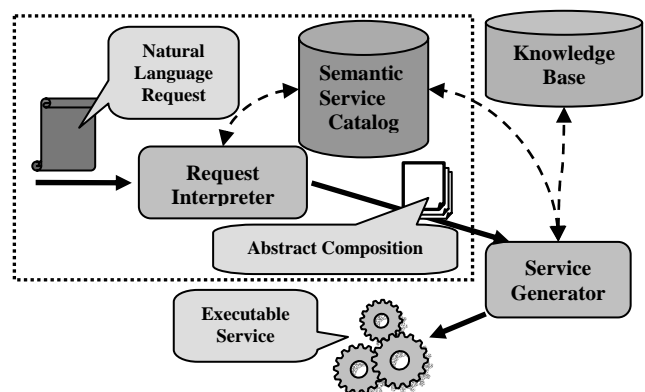 Natural
Language
Request
Semantic
Service
Catalog
Knowledge
Base
Request
Interpreter
Abstract Composition
Service
Generator
Executable
Service